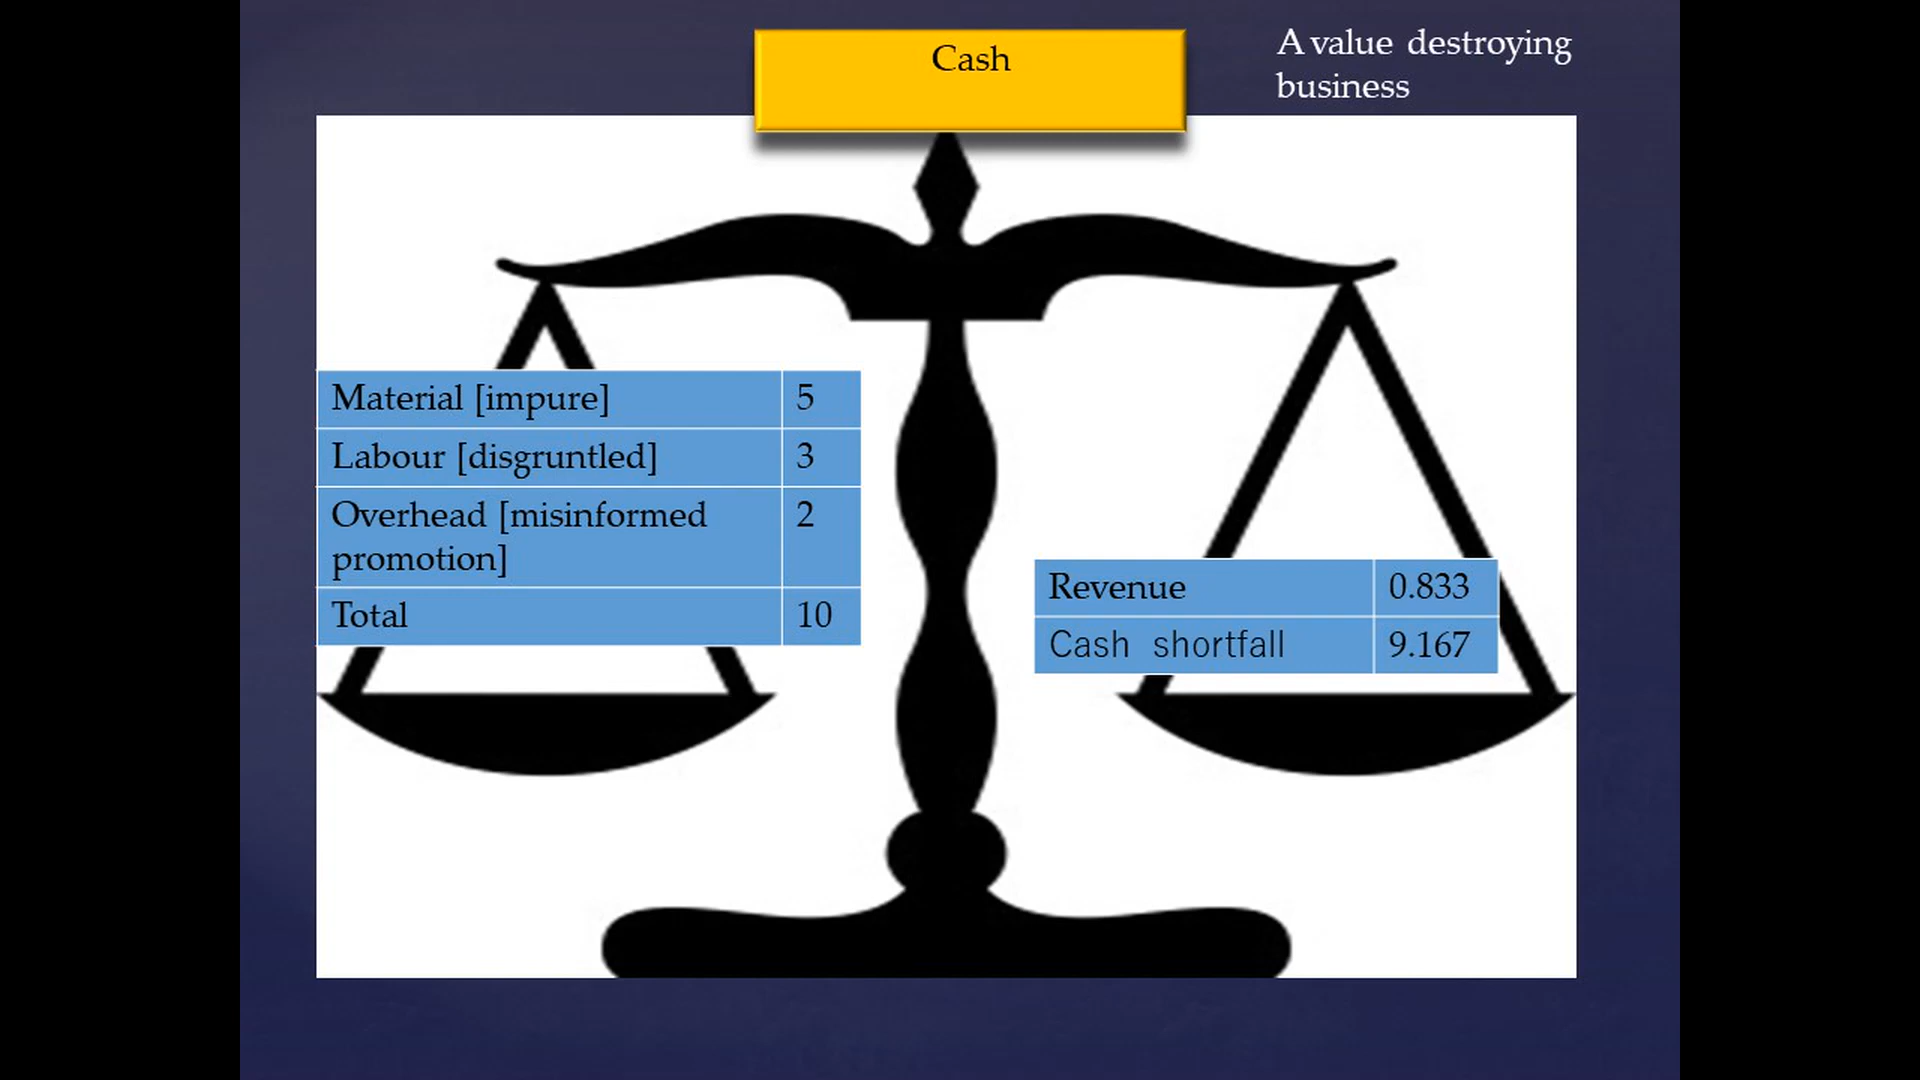 Cash
A value destroying
business
Material [impure] 5
Labour [disgruntled] 3
Overhead [misinformed 2
promotion]
Total 10
Revenue 0.833
Cash shortfall 9.167